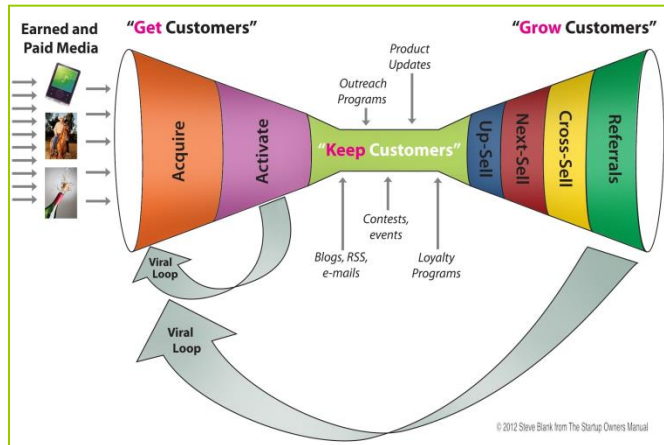 Earned and
Paid Media
"Get Customers"
"Grow Customers"
Product
Updates
Outreach
Programs
Acquire
Activate
"Keep Customers"
Up-Sell
Next-Sell
Cross-Sell
Referrals
Contests,
events
Blogs, RSS,
e-mails
Loyalty
Programs
Viral
Loop
Viral
Loop
© 2012 Steve Blank from The Startup Owners Manual